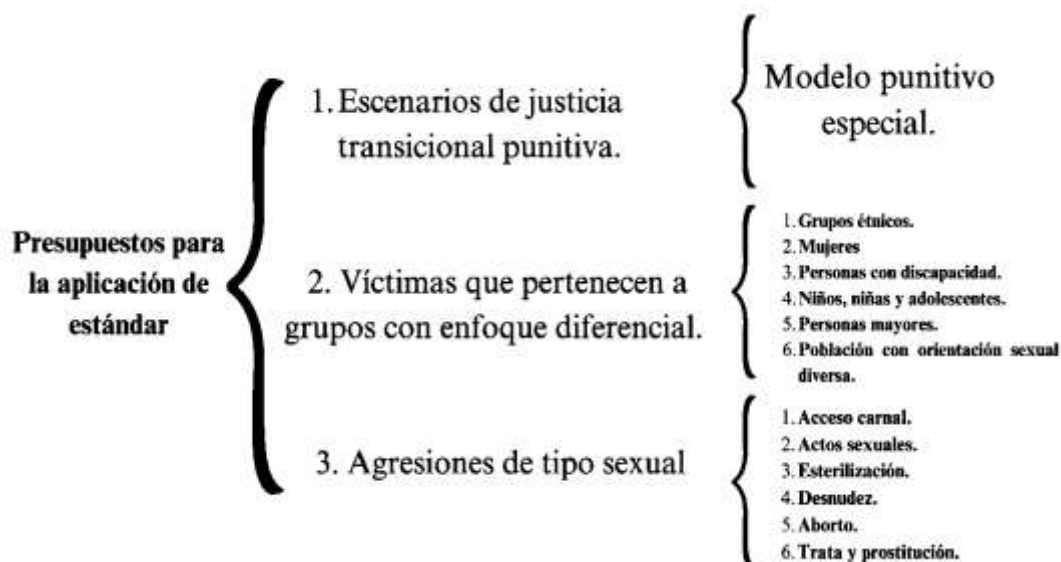 Presupuestos para
la aplicación de
estándar
1. Escenarios de justicia
transicional punitiva.
Modelo punitivo
especial.
2. Víctimas que pertenecen a
grupos con enfoque diferencial.
1. Grupos étnicos.
2. Mujeres
3. Personas con discapacidad.
4. Niños, niñas y adolescentes.
5. Personas mayores.
6. Población con orientación sexual
diversa.
3. Agresiones de tipo sexual
1. Acceso carnal.
2. Actos sexuales.
3. Esterilización.
4. Desnudez.
5. Aborto.
6. Trata y prostitución.